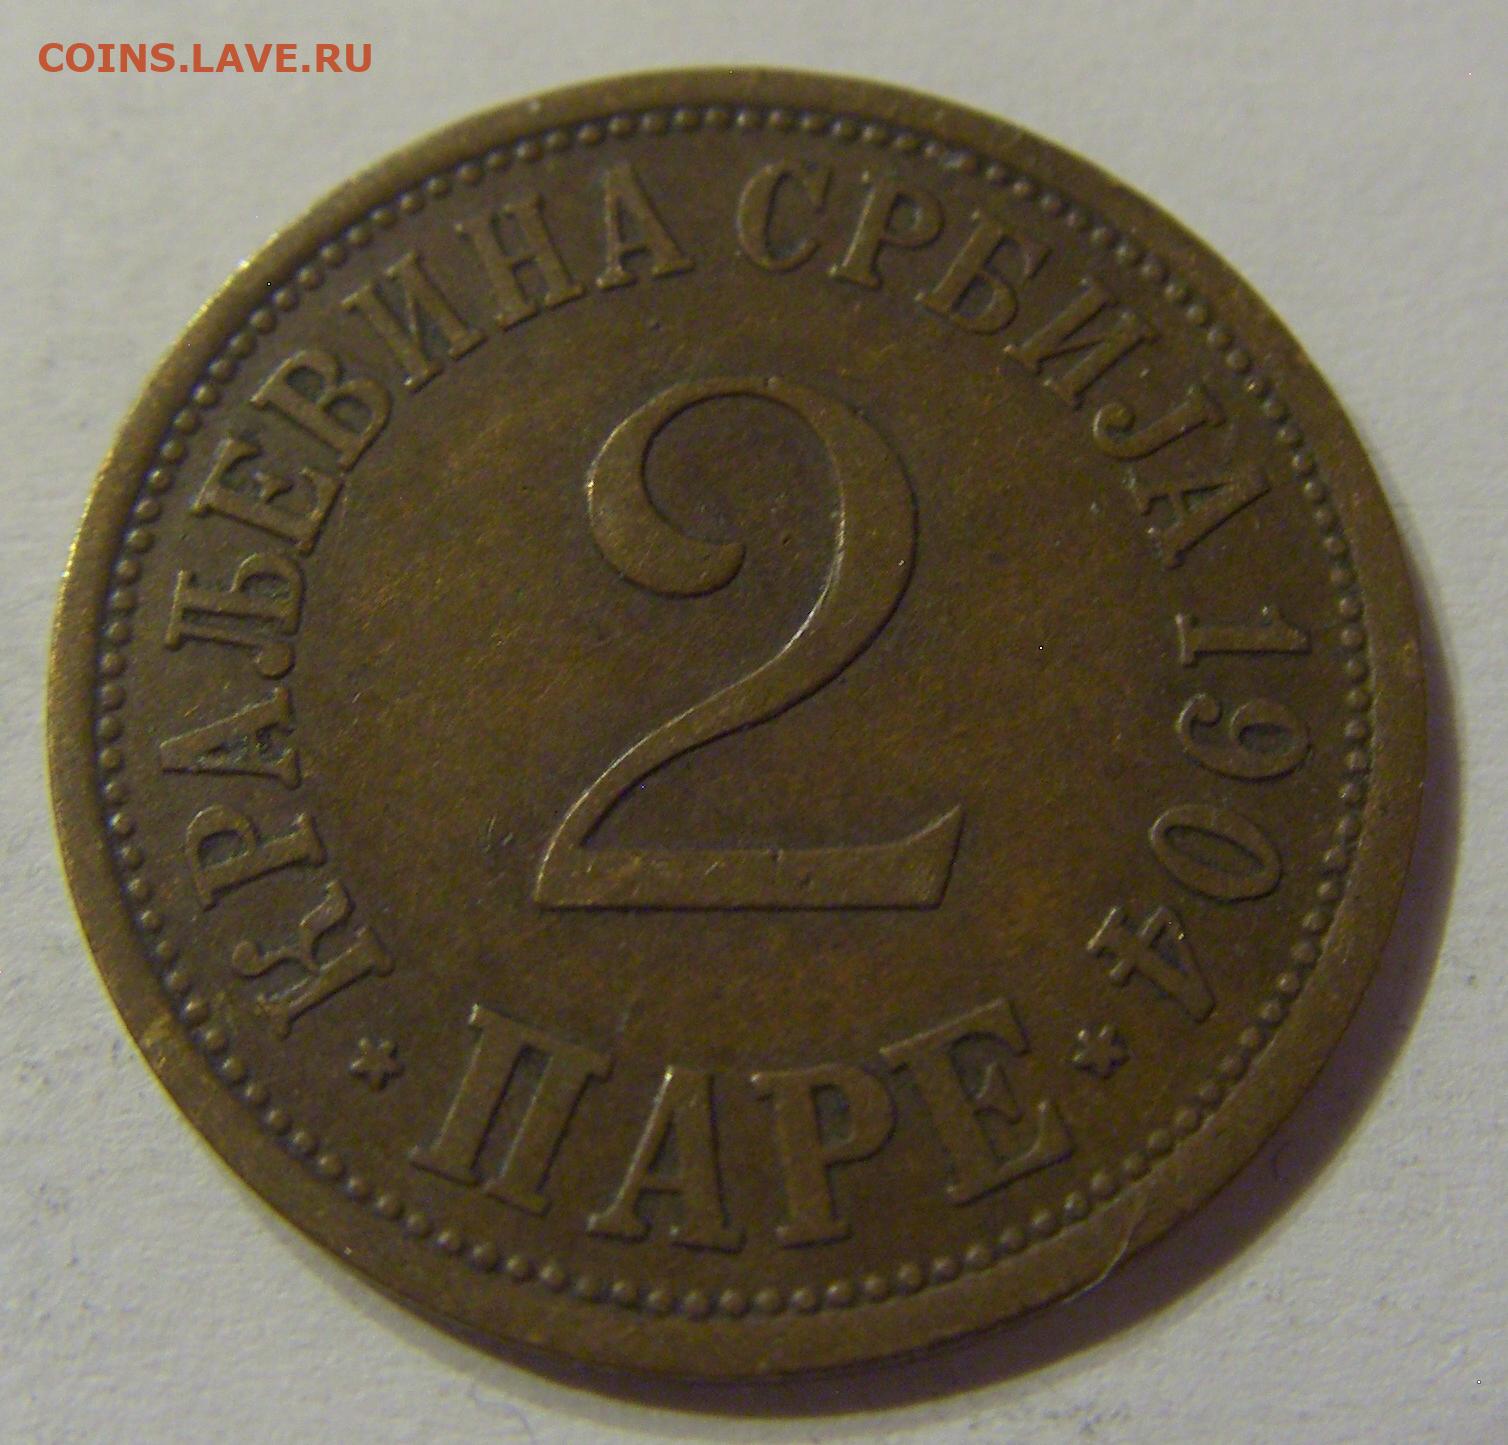 COINS.LAVE.RU
КРАЉЕВИНА СРБИЈА 1904
2
ПАРЕ